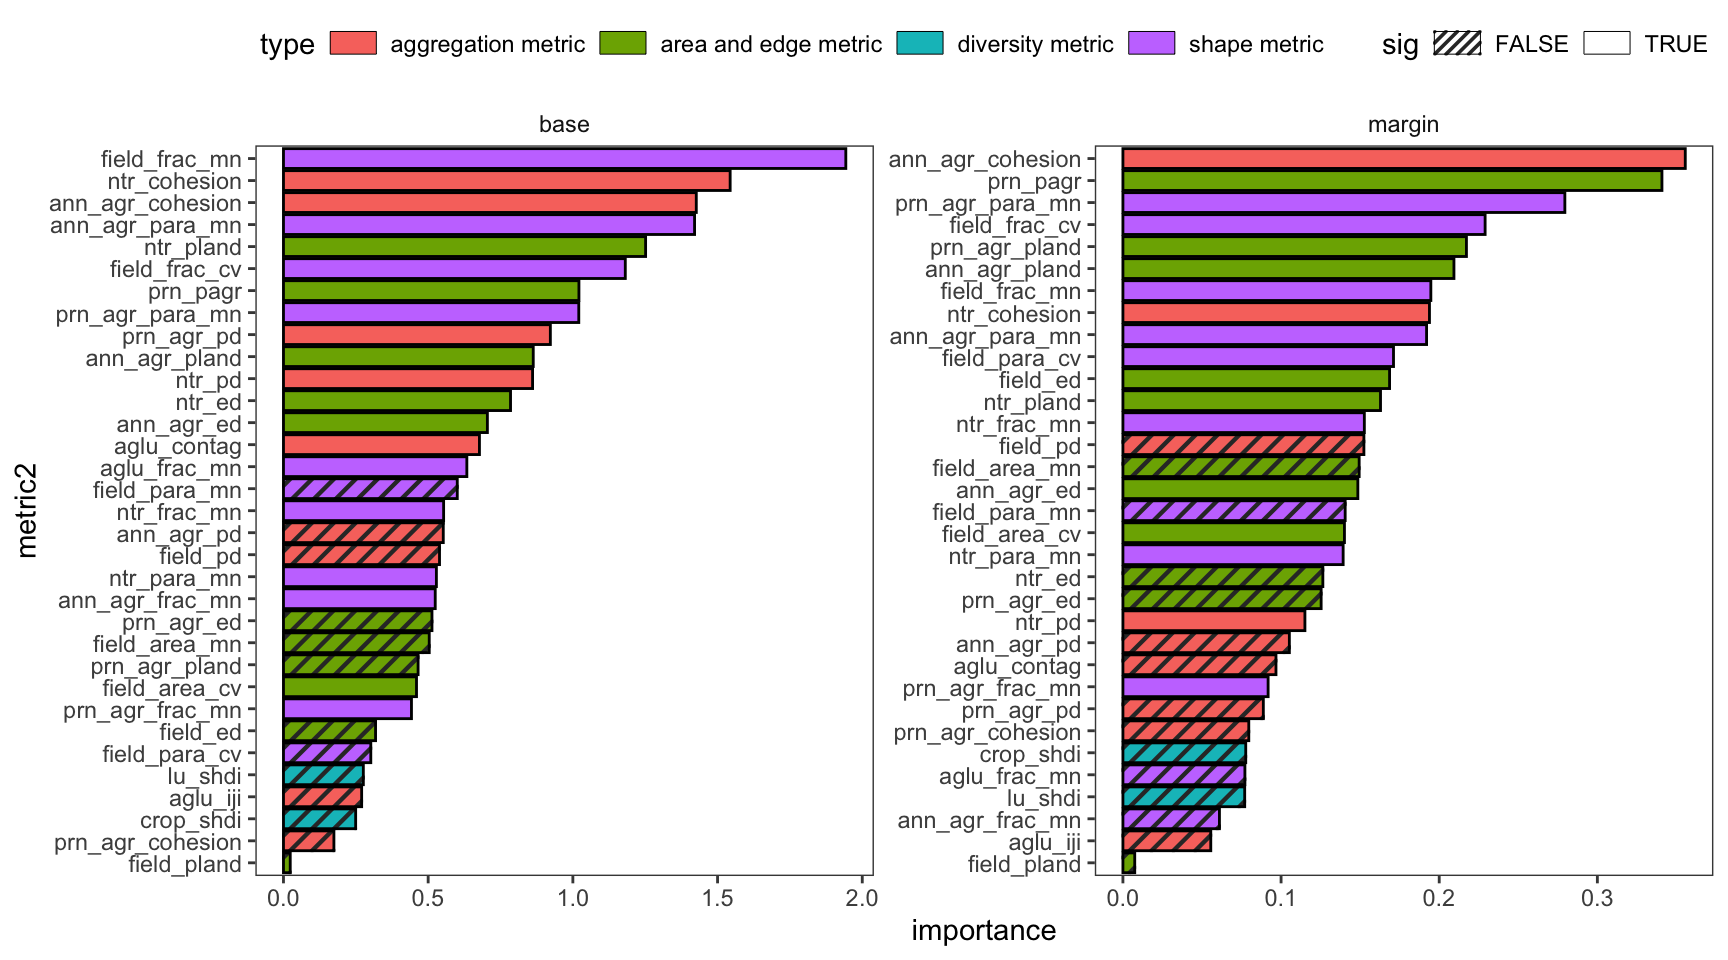 type aggregation metric area and edge metric diversity metric shape metric sig FALSE TRUE
base
field_frac_mn
ntr_cohesion
ann_agr_cohesion
ann_agr_para_mn
ntr_pland
field_frac_cv
prn_pagr
prn_agr_para_mn
prn_agr_pd
ann_agr_pland
ntr_pd
ntr_ed
ann_agr_ed
aglu_contag
aglu_frac_mn
field_para_mn
ntr_frac_mn
ann_agr_pd
field_pd
ntr_para_mn
ann_agr_frac_mn
prn_agr_ed
field_area_mn
prn_agr_pland
field_area_cv
prn_agr_frac_mn
field_ed
field_para_cv
lu_shdi
aglu_iji
crop_shdi
prn_agr_cohesion
field_pland
0.0 0.5 1.0 1.5 2.0
margin
ann_agr_cohesion
prn_pagr
prn_agr_para_mn
field_frac_cv
prn_agr_pland
ann_agr_pland
field_frac_mn
ntr_cohesion
ann_agr_para_mn
field_para_cv
field_ed
ntr_pland
ntr_frac_mn
field_pd
field_area_mn
ann_agr_ed
field_para_mn
field_area_cv
ntr_para_mn
ntr_ed
prn_agr_ed
ntr_pd
ann_agr_pd
aglu_contag
prn_agr_frac_mn
prn_agr_pd
prn_agr_cohesion
crop_shdi
aglu_frac_mn
lu_shdi
ann_agr_frac_mn
aglu_iji
field_pland
0.0 0.1 0.2 0.3
metric2
importance